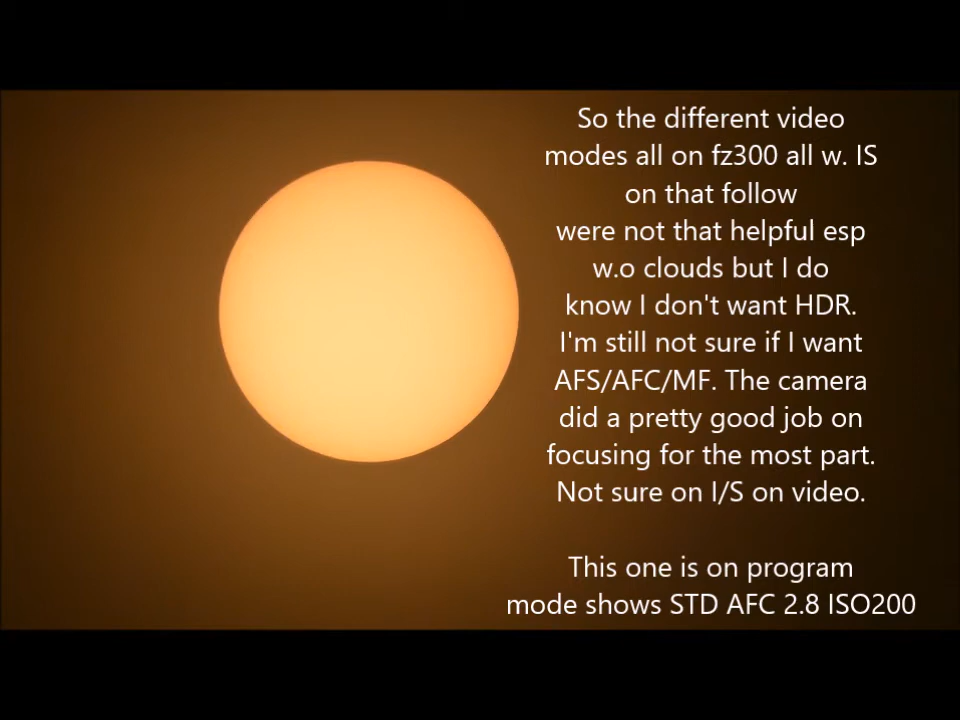 So the different video
modes all on fz300 all w. IS
on that follow
were not that helpful esp
w.o clouds but I do
know I don't want HDR.
I'm still not sure if I want
AFS/AFC/MF. The camera
did a pretty good job on
focusing for the most part.
Not sure on I/S on video.
This one is on program
mode shows STD AFC 2.8 ISO200